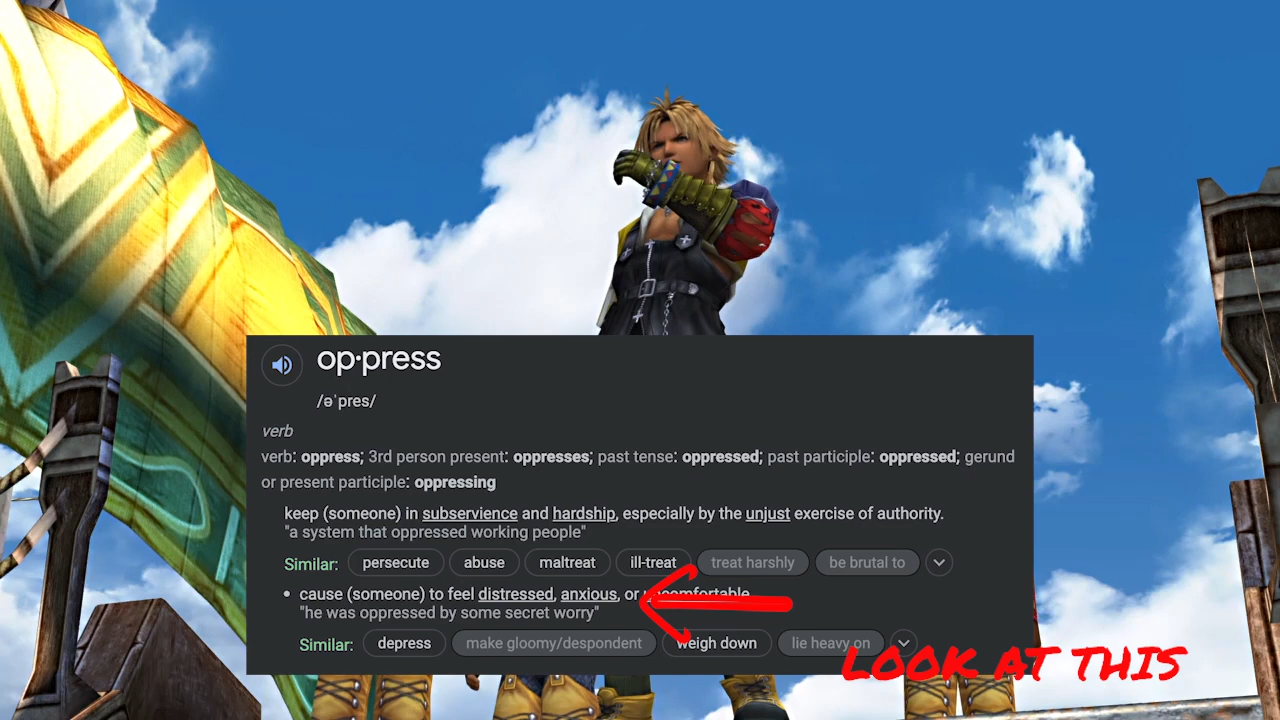 op·press
/əˈpres/
verb
verb: oppress; 3rd person present: oppresses; past tense: oppressed; past participle: oppressed; gerund
or present participle: oppressing
keep (someone) in subservience and hardship, especially by the unjust exercise of authority.
"a system that oppressed working people"
Similar: persecute abuse maltreat ill-treat treat harshly be brutal to
cause (someone) to feel distressed, anxious, or uncomfortable.
"he was oppressed by some secret worry"
Similar: depress make gloomy/despondent weigh down lie heavy on
LOOK AT THIS